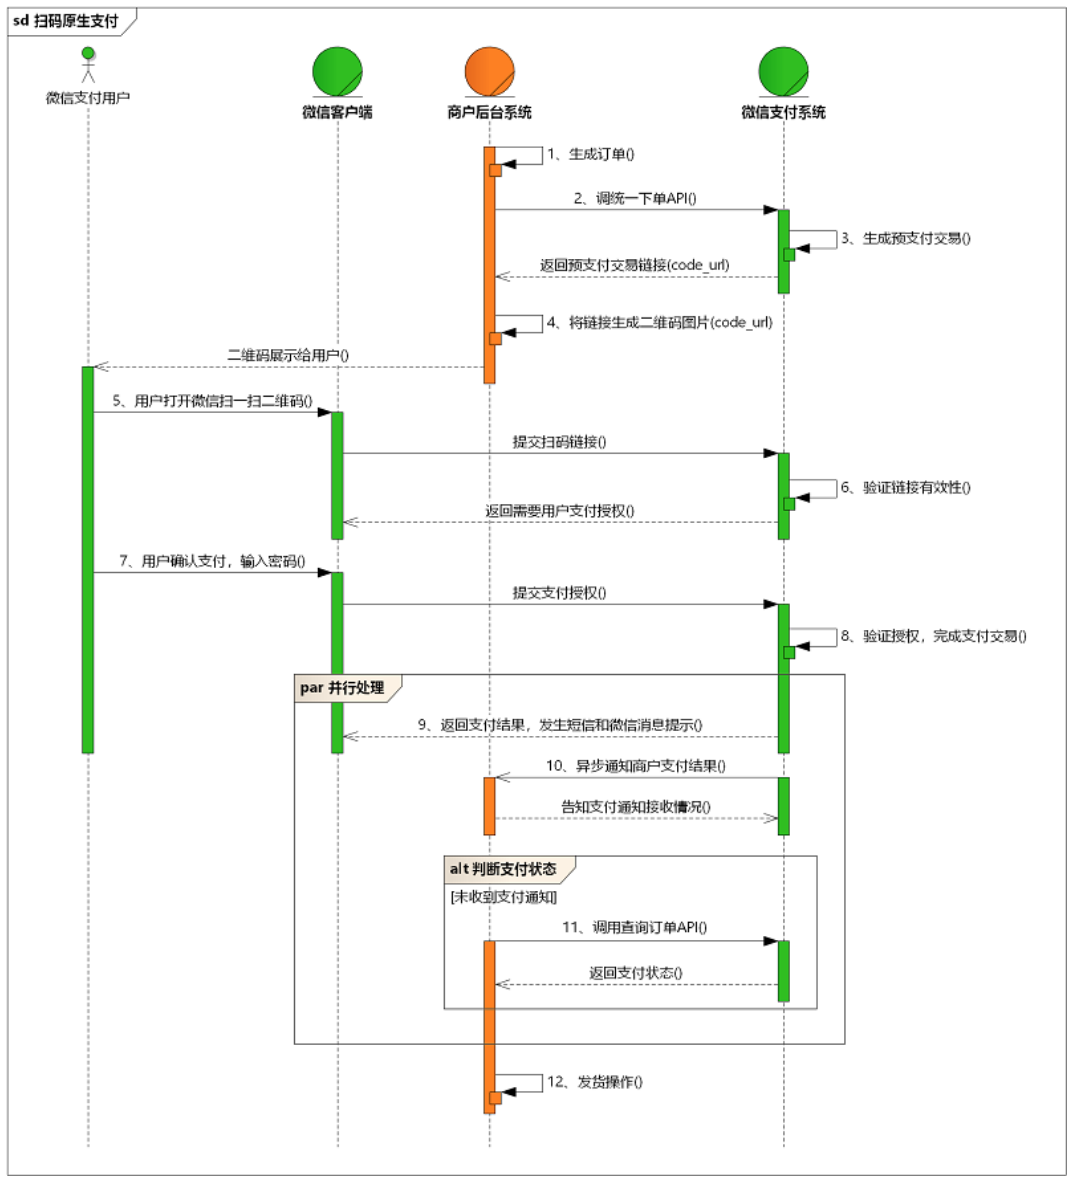 sd 扫码原生支付
微信支付用户
微信客户端
商户后台系统
微信支付系统
1、生成订单()
2、调统一下单API()
3、生成预支付交易()
返回预支付交易链接(code_url)
4、将链接生成二维码图片(code_url)
二维码展示给用户()
5、用户打开微信扫一扫二维码()
提交扫码链接()
6、验证链接有效性()
返回需要用户支付授权()
7、用户确认支付，输入密码()
提交支付授权()
8、验证授权，完成支付交易()
par 并行处理
9、返回支付结果，发生短信和微信消息提示()
10、异步通知商户支付结果()
告知支付通知接收情况()
alt 判断支付状态
[未收到支付通知]
11、调用查询订单API()
返回支付状态()
12、发货操作()